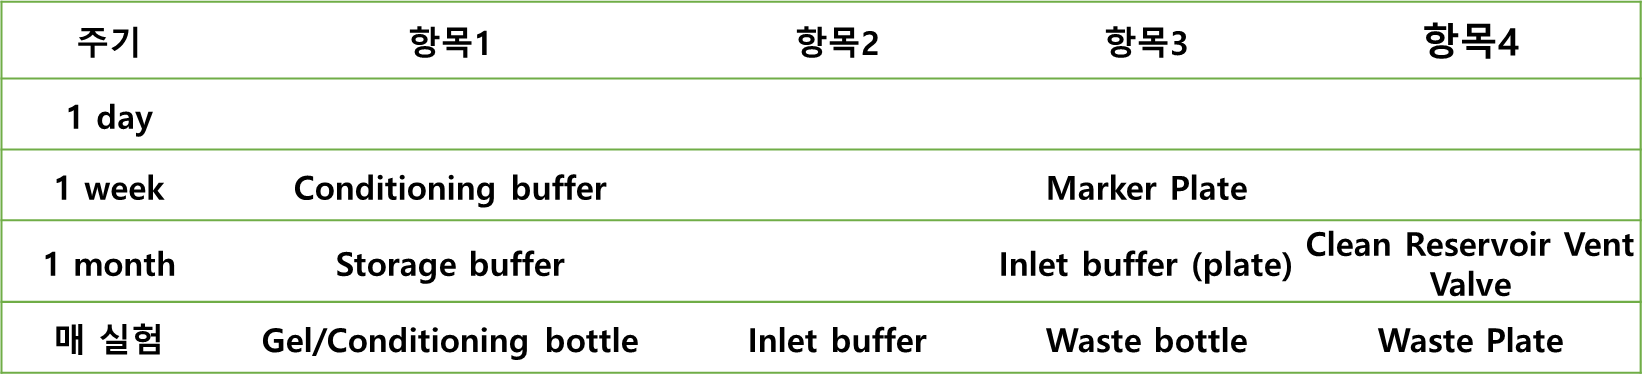 주기 항목1 항목2 항목3 항목4
1 day
1 week Conditioning buffer Marker Plate
1 month Storage buffer Inlet buffer (plate) Clean Reservoir Vent Valve
매 실험 Gel/Conditioning bottle Inlet buffer Waste bottle Waste Plate